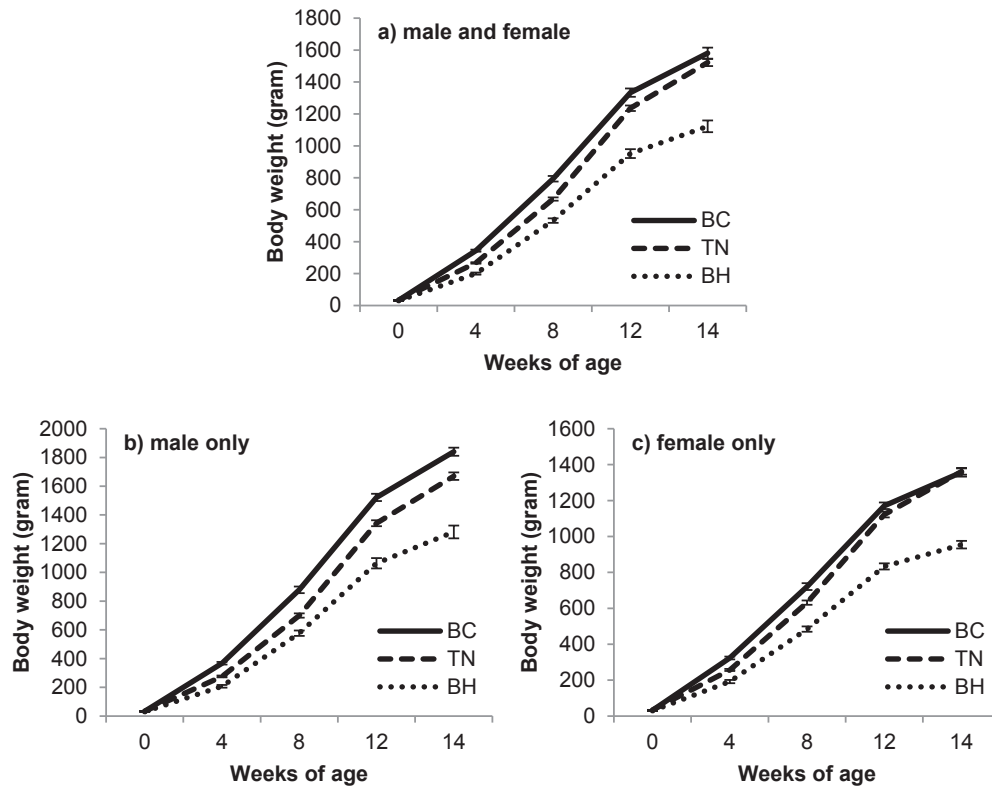 a) male and female
Body weight (gram)
1800
1600
1400
1200
1000
800
600
400
200
0
BC
TN
BH
0 4 8 12 14
Weeks of age
b) male only
Body weight (gram)
2000
1800
1600
1400
1200
1000
800
600
400
200
0
BC
TN
BH
0 4 8 12 14
Weeks of age
c) female only
Body weight (gram)
1600
1400
1200
1000
800
600
400
200
0
BC
TN
BH
0 4 8 12 14
Weeks of age